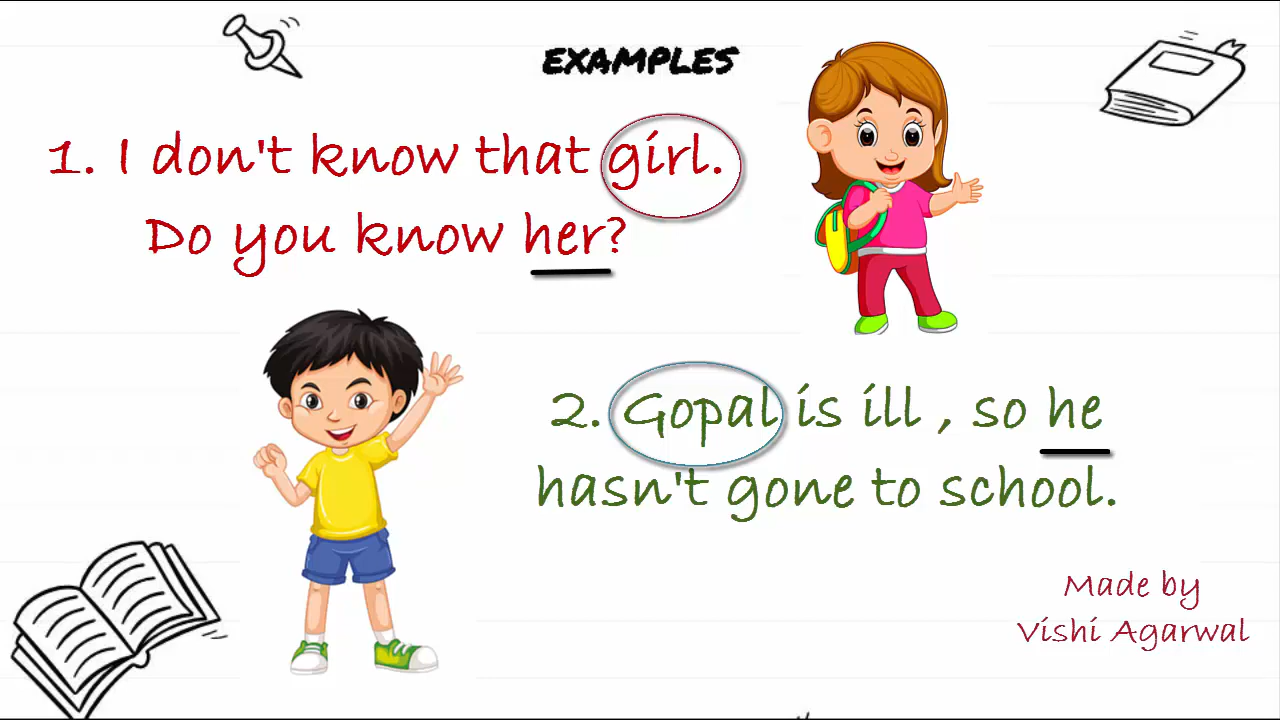 EXAMPLES
1. I don't know that girl.
Do you know her?
2. Gopal is ill , so he
hasn't gone to school.
Made by
Vishi Agarwal